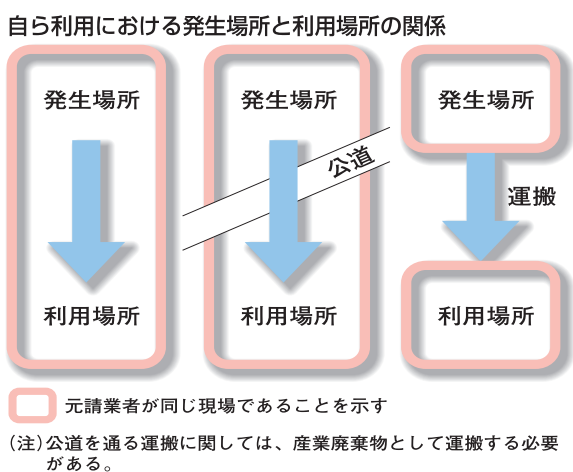 自ら利用における発生場所と利用場所の関係
発生場所
利用場所
発生場所
公道
利用場所
発生場所
運搬
利用場所
元請業者が同じ現場であることを示す
（注）公道を通る運搬に関しては、産業廃棄物として運搬する必要
がある。